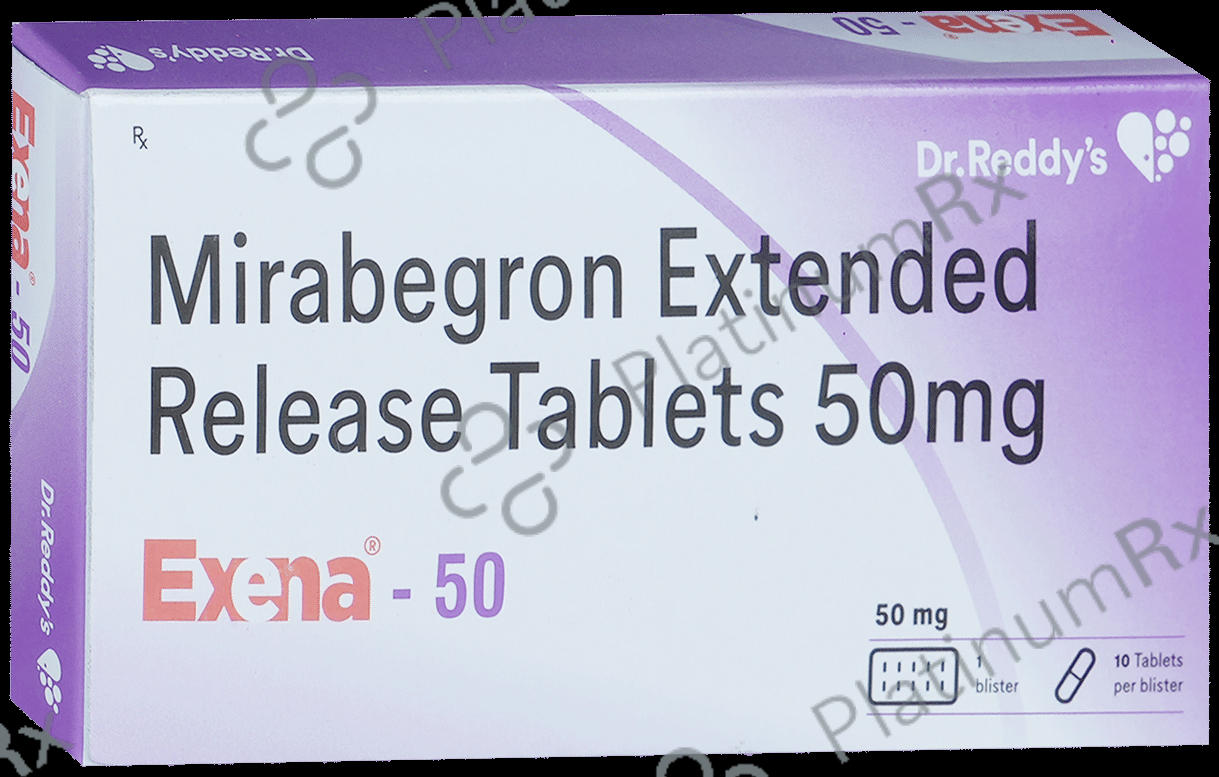 Exena® - 50
Dr.Reddy's
Exena® - 50
Dr.Reddy's
Rx
Dr.Reddy's
Mirabegron Extended
Release Tablets 50mg
Exena® - 50
50 mg
1
blister
10 Tablets
per blister
PlatinumRx
PlatinumRx